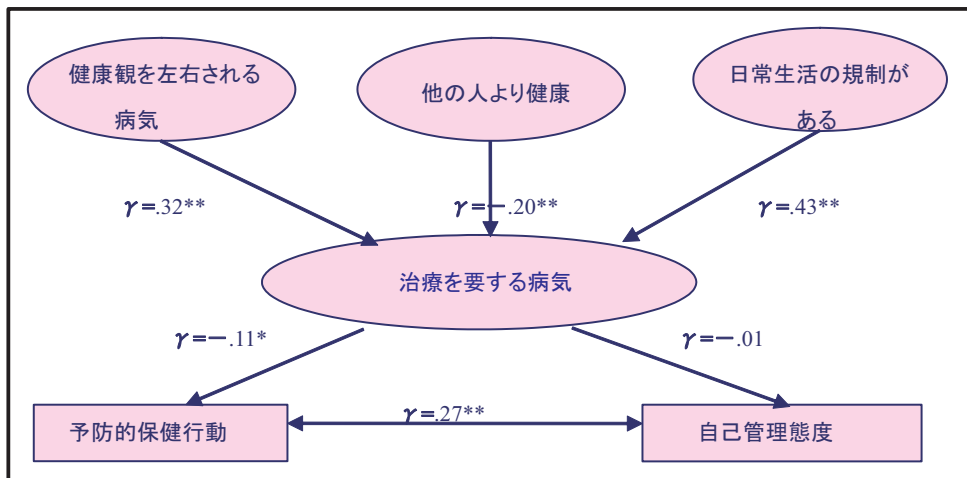 健康観を左右される
病気
他の人より健康
日常生活の規制が
ある
γ=.32**
γ=－.20**
γ=.43**
治療を要する病気
γ=－.11*
γ=－.01
γ=.27**
予防的保健行動
自己管理態度